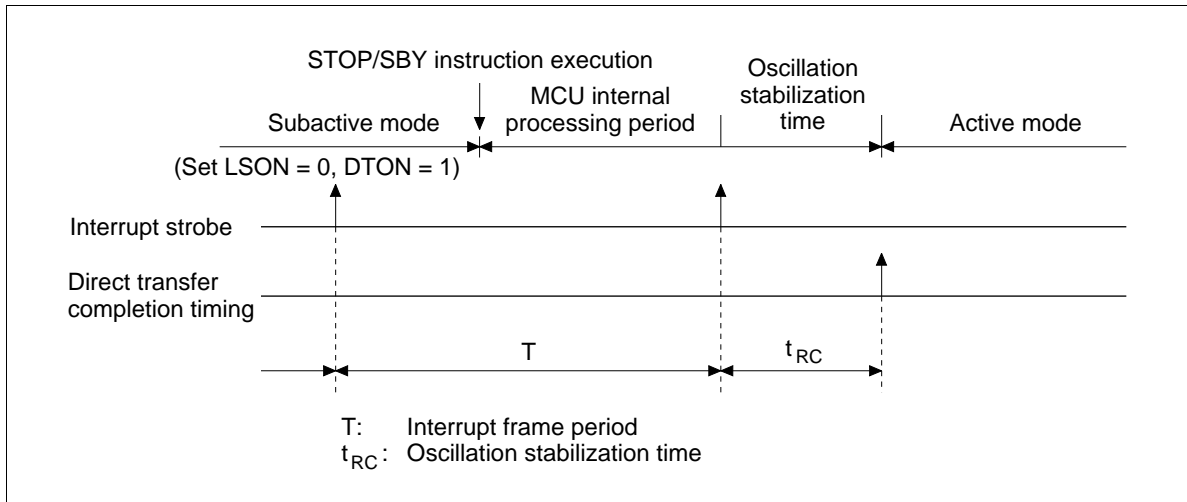 STOP/SBY instruction execution
Oscillation
stabilization
time
MCU internal
processing period
Subactive mode
Active mode
(Set LSON = 0, DTON = 1)
Interrupt strobe
Direct transfer
completion timing
T
tRC
T: Interrupt frame period
tRC: Oscillation stabilization time